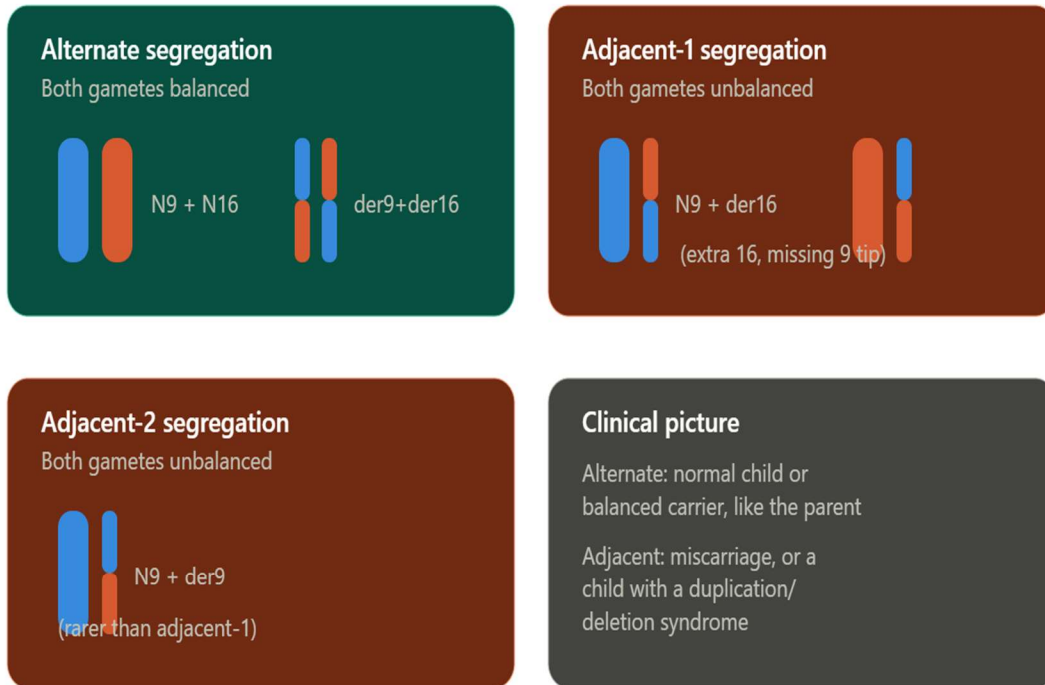 Alternate segregation
Both gametes balanced
N9 + N16
der9+der16
Adjacent-1 segregation
Both gametes unbalanced
N9 + der16
(extra 16, missing 9 tip)
Adjacent-2 segregation
Both gametes unbalanced
N9 + der9
(rarer than adjacent-1)
Clinical picture
Alternate: normal child or
balanced carrier, like the parent
Adjacent: miscarriage, or a
child with a duplication/
deletion syndrome